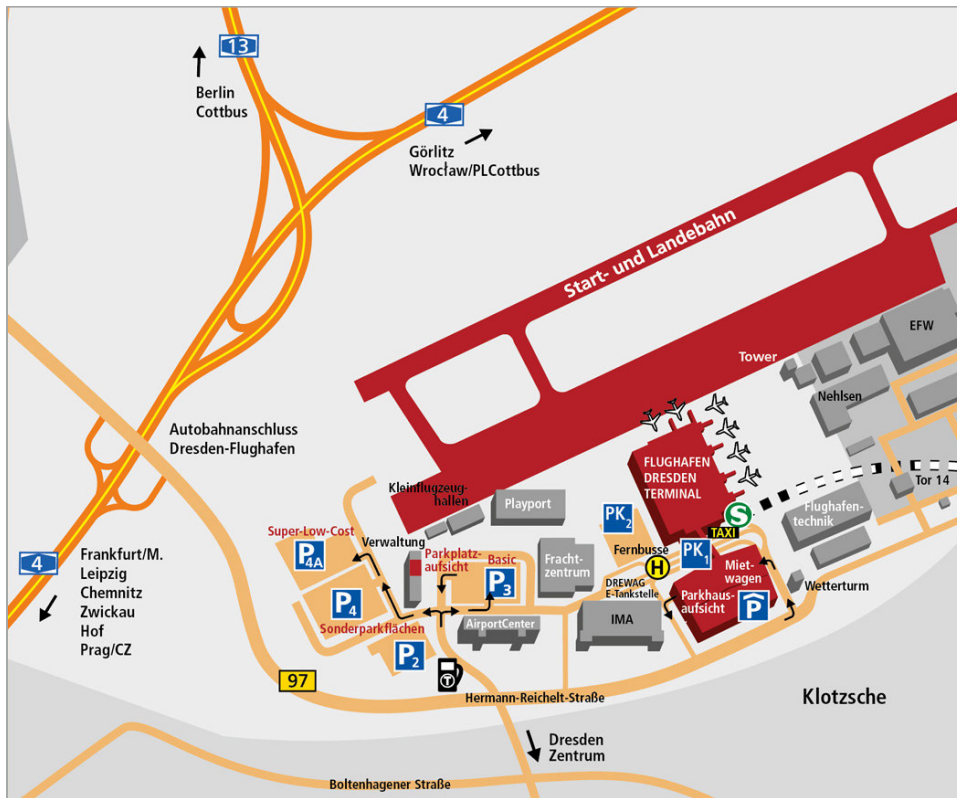 13
Berlin
Cottbus
4
Görlitz
Wrocław/PLCottbus
Start- und Landebahn
EFW
Tower
Nehlsen
Autobahnanschluss
Dresden-Flughafen
FLUGHAFEN
DRESDEN
TERMINAL
Tor 14
Kleinflugzeug-
hallen
Playport
Flughafen-
technik
S
TAXI
PK2
Fernbusse
PK1
H
Super-Low-Cost
P4A
Verwaltung
Parkplatz-
aufsicht
Basic
P3
Fracht-
zentrum
Miet-
wagen
Wetterturm
DREWAG
E-Tankstelle
Parkhaus-
aufsicht
P
4
Frankfurt/M.
Leipzig
Chemnitz
Zwickau
Hof
Prag/CZ
P4
Sonderparkflächen
P2
AirportCenter
IMA
T
97
Hermann-Reichelt-Straße
Klotzsche
Dresden
Zentrum
Boltenhagener Straße